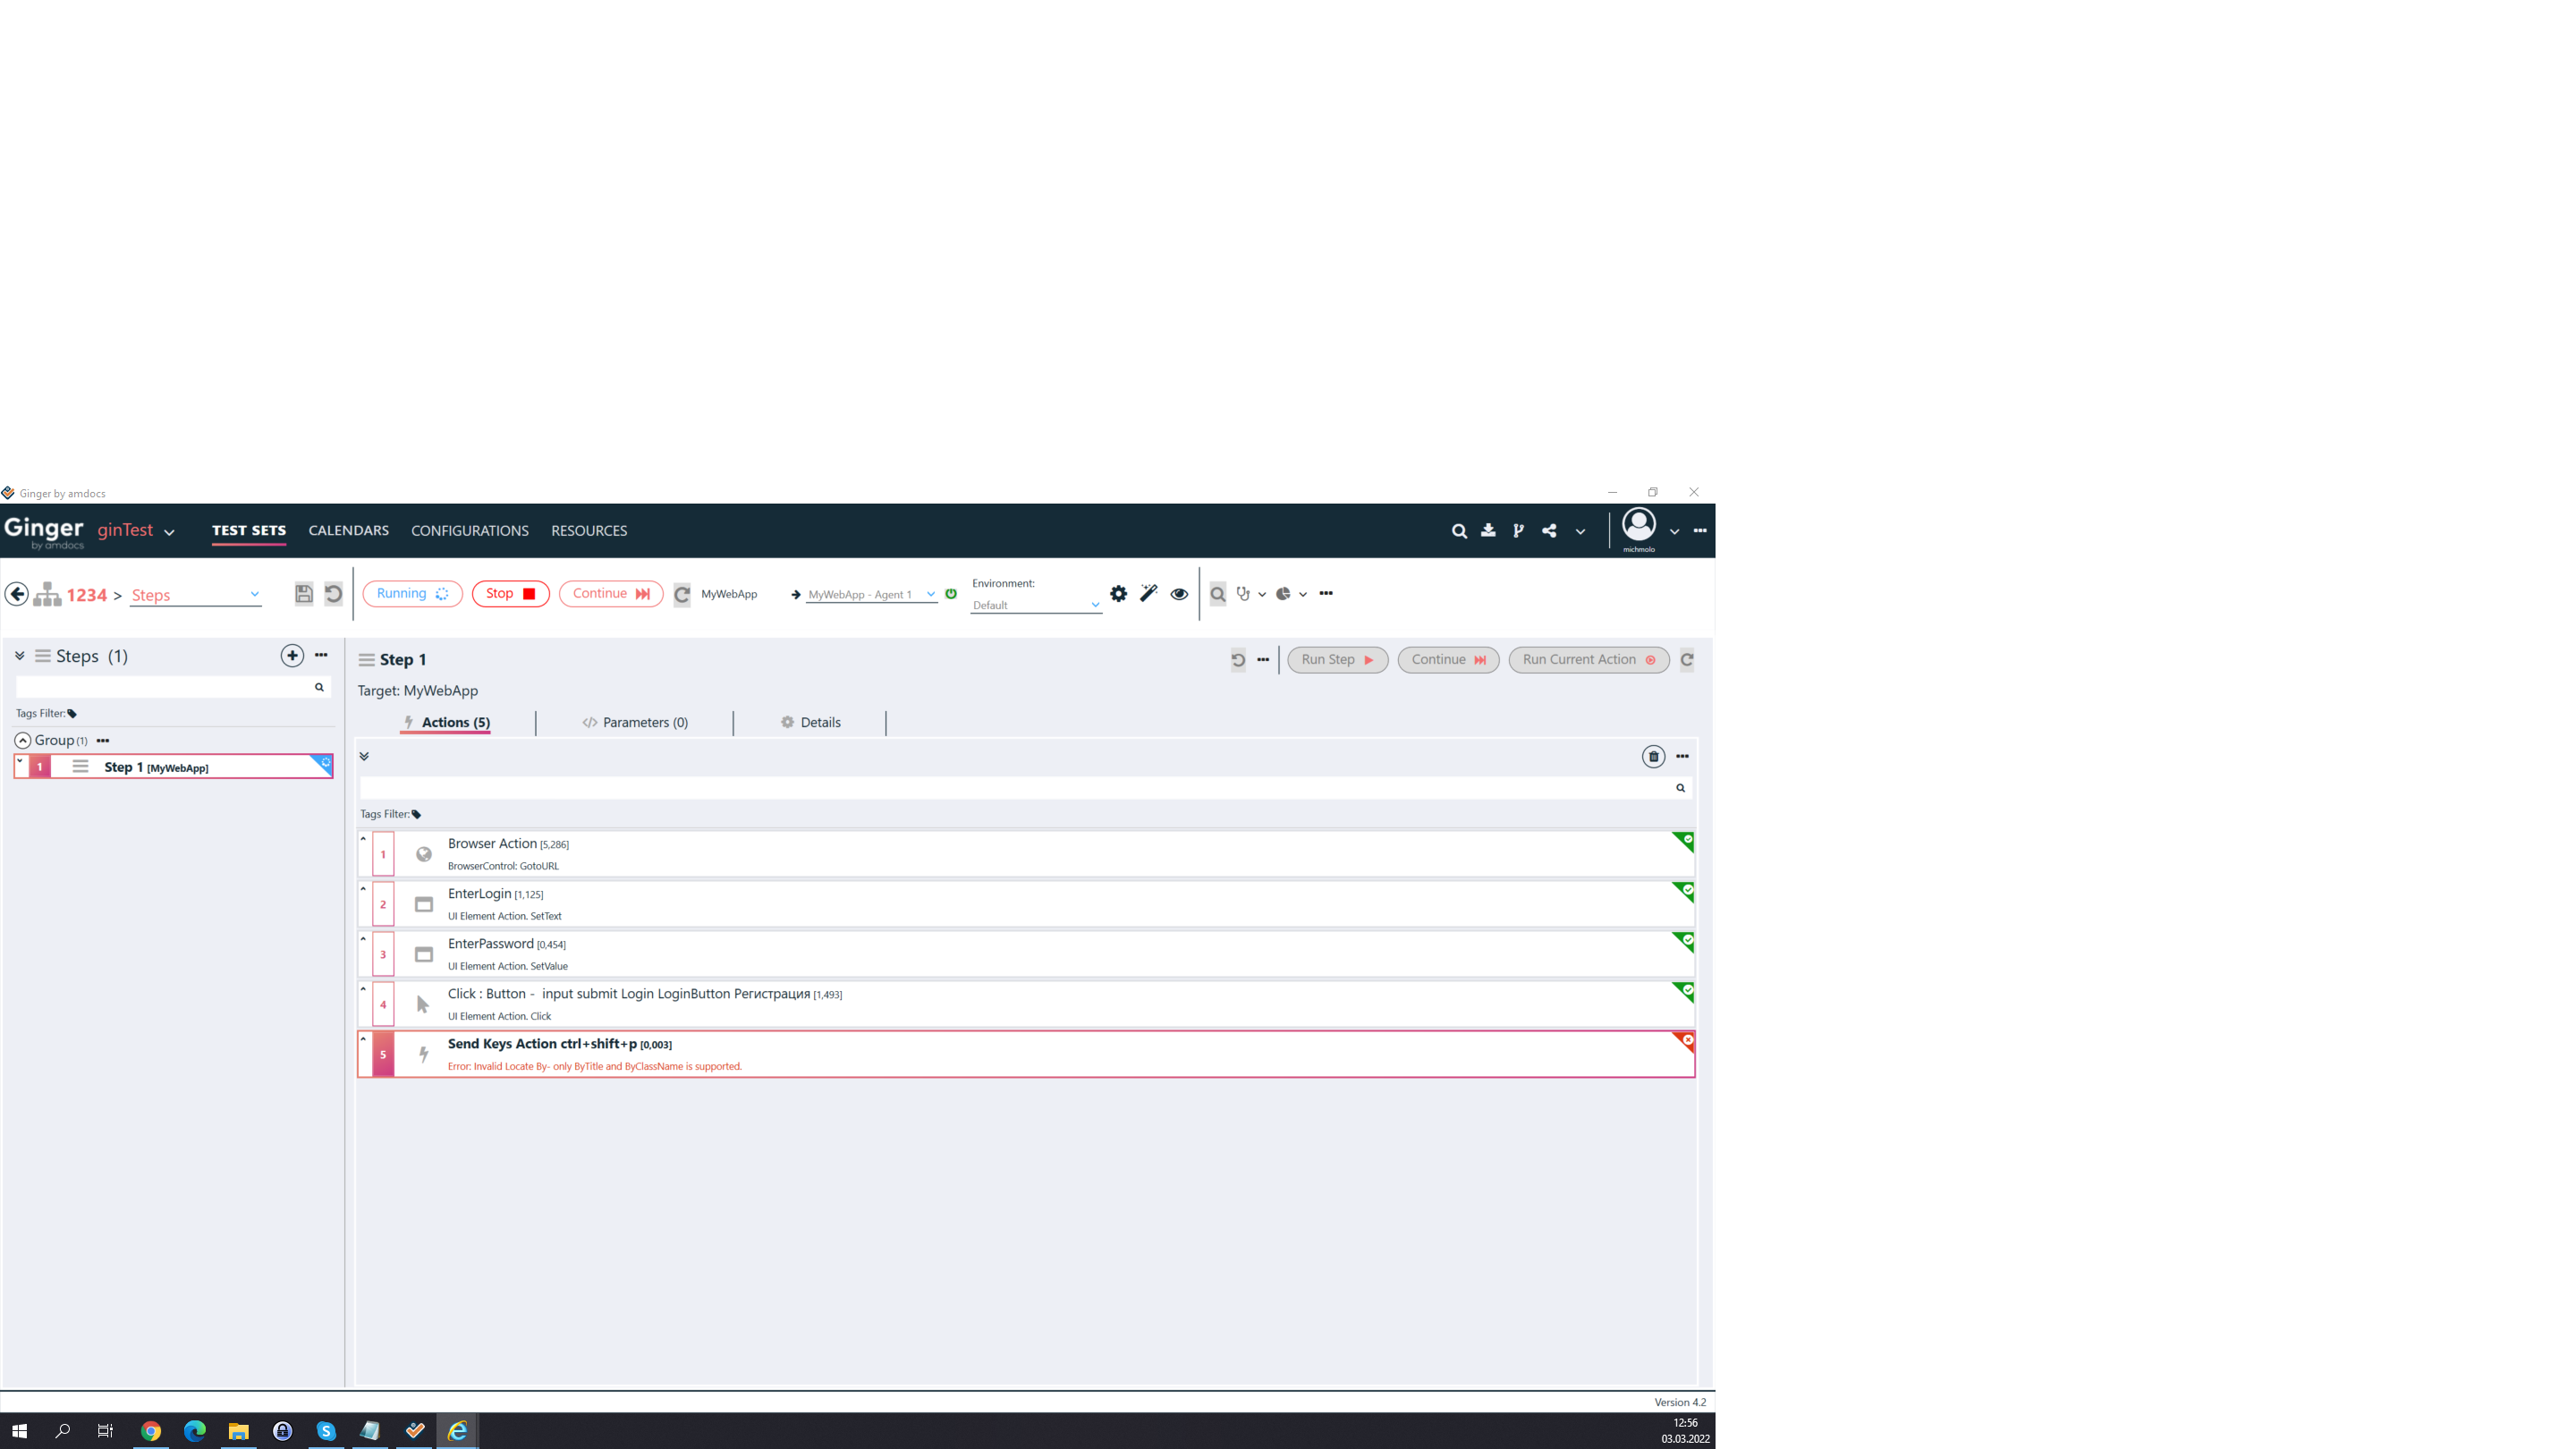 Ginger by amdocs
Ginger by amdocs ginTest TEST SETS CALENDARS CONFIGURATIONS RESOURCES
michmolo
1234 > Steps Running Stop Continue MyWebApp MyWebApp - Agent 1 Environment:
Default
Steps (1)
Tags Filter:
Group (1)
1 Step 1 [MyWebApp]
Step 1 Run Step Continue Run Current Action
Target: MyWebApp
Actions (5) Parameters (0) Details
Tags Filter:
1 Browser Action [5,286]
BrowserControl: GotoURL
2 EnterLogin [1,125]
UI Element Action. SetText
3 EnterPassword [0,454]
UI Element Action. SetValue
4 Click : Button - input submit Login LoginButton Регистрация [1,493]
UI Element Action. Click
5 Send Keys Action ctrl+shift+p [0,003]
Error: Invalid Locate By- only ByTitle and ByClassName is supported.
Version 4.2
12:56
03.03.2022